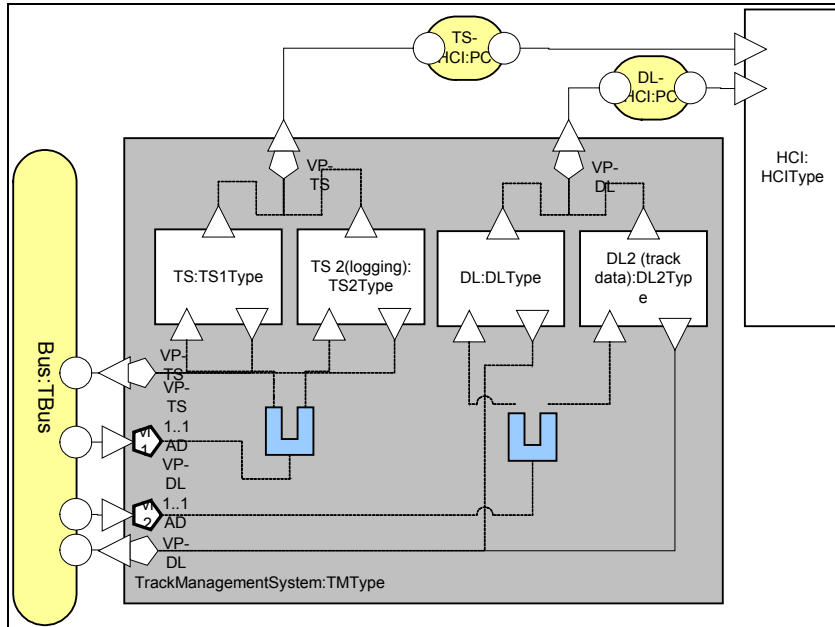 TS-
HCI:PC
DL-
HCI:PC
HCI:
HCIType
VP-
TS
VP-
DL
TS:TS1Type
TS 2(logging):
TS2Type
DL:DLType
DL2 (track
data):DL2Typ
e
Bus:TBus
VP-
TS
VP-
TS
1..1
AD
1
VP-
DL
1..1
AD
2
VP-
DL
TrackManagementSystem:TMType